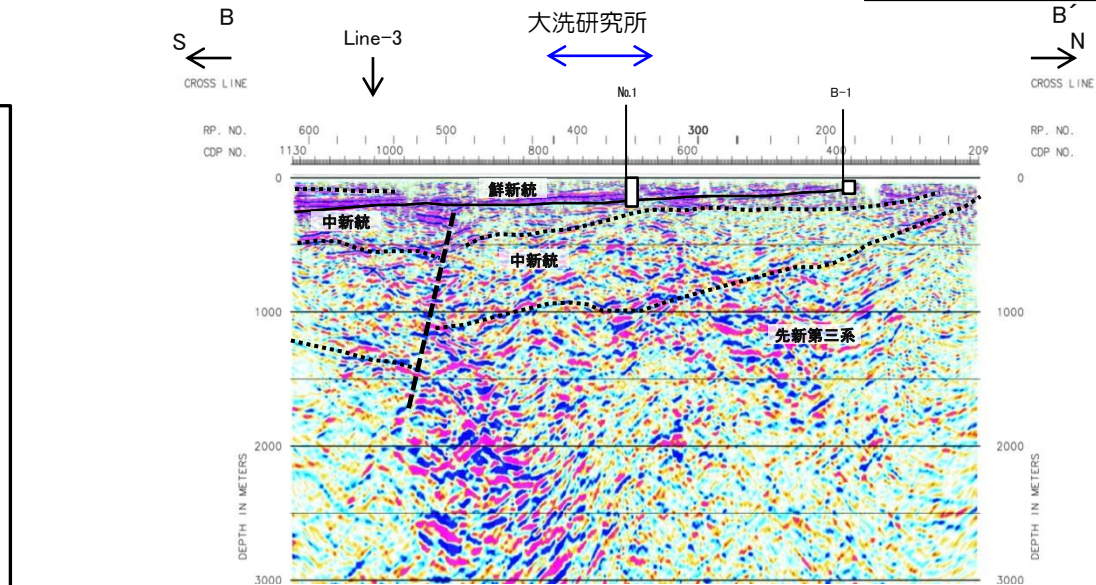 B 大洗研究所 B´
S Line-3 N
CROSS LINE CROSS LINE
№1 B-1
RP. NO. 600 500 400 300 200 RP. NO.
CDP NO. 1130 1000 800 600 400 209 CDP NO.
0 0
鮮新統
中新統
中新統
1000 1000
先新第三系
2000 2000
DEPTH IN METERS DEPTH IN METERS
3000 3000